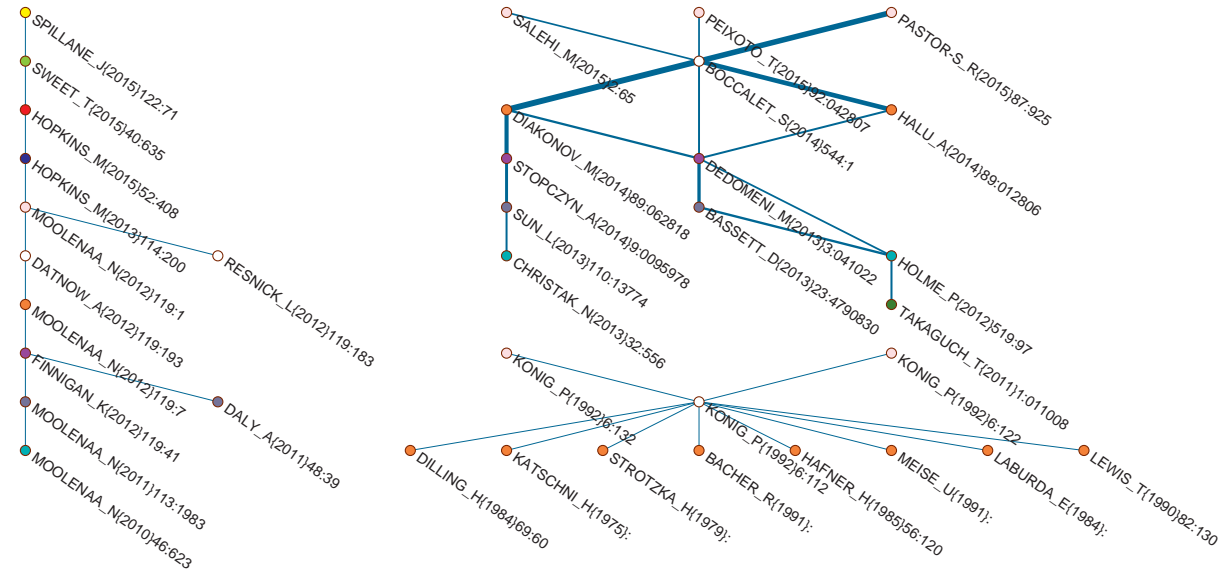 SPILLANE_J{2015}122:71
SWEET_T{2015}40:635
HOPKINS_M{2015}52:408
HOPKINS_M{2013}114:200
MOOLENAA_N{2012}119:1
RESNICK_L{2012}119:183
DATNOW_A{2012}119:193
MOOLENAA_N{2012}119:7
FINNIGAN_K{2012}119:41
DALY_A{2011}48:39
MOOLENAA_N{2011}113:1983
MOOLENAA_N{2010}46:623
SALEHI_M{2015}2:65
PEIXOTO_T{2015}92:042807
PASTOR-S_R{2015}87:925
BOCCALET_S{2014}544:1
DIAKONOV_M{2014}89:062818
HALU_A{2014}89:012806
STOPCZYN_A{2014}9:0095978
DEDOMENI_M{2013}3:041022
SUN_L{2013}110:13774
BASSETT_D{2013}23:4790830
CHRISTAK_N{2013}32:556
HOLME_P{2012}519:97
TAKAGUCH_T{2011}1:011008
KONIG_P{1992}6:132
KONIG_P{1992}6:122
KONIG_P{1992}6:112
DILLING_H{1984}69:60
KATSCHNI_H{1975}:
STROTZKA_H{1979}:
BACHER_R{1991}:
HAFNER_H{1985}56:120
MEISE_U{1991}:
LABURDA_E{1984}:
LEWIS_T{1990}82:130